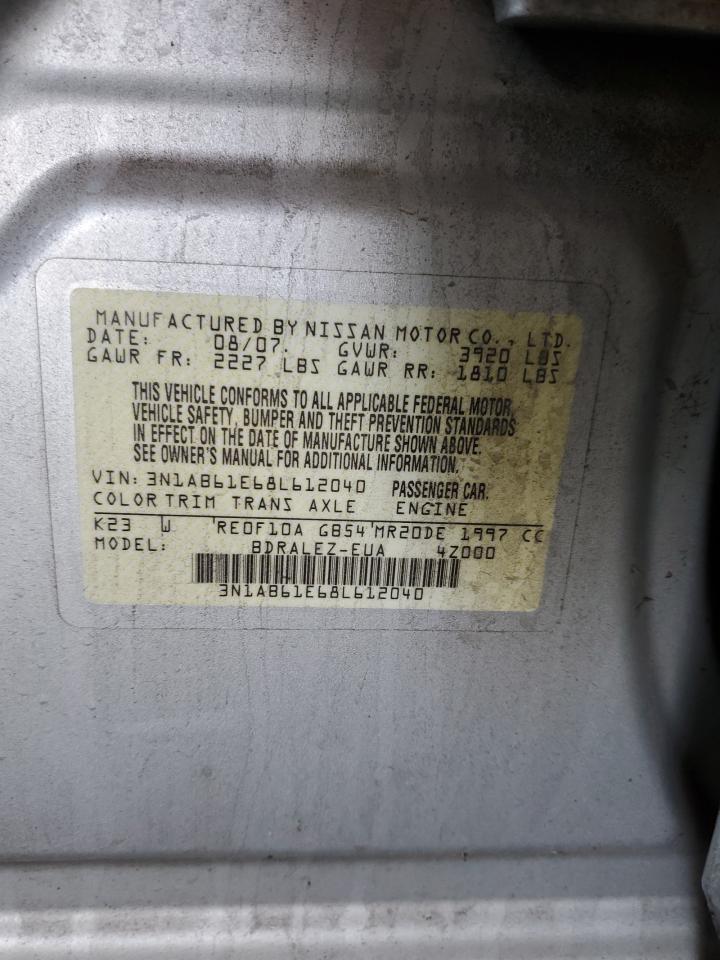 MANUFACTURED BY NISSAN MOTOR CO., LTD.
DATE: 08/07. GVWR: 3920 LBS
GAWR FR: 2227 LBS GAWR RR: 1810 LBS
THIS VEHICLE CONFORMS TO ALL APPLICABLE FEDERAL MOTOR
VEHICLE SAFETY, BUMPER AND THEFT PREVENTION STANDARDS
IN EFFECT ON THE DATE OF MANUFACTURE SHOWN ABOVE.
SEE OWNER'S MANUAL FOR ADDITIONAL INFORMATION.
VIN: 3N1AB61E68L612040 PASSENGER CAR.
COLOR TRIM TRANS AXLE ENGINE
K23 W RE0F10A GB54 MR20DE 1997 CC
MODEL: BDRALEZ-EUA 4Z000
3N1AB61E68L612040